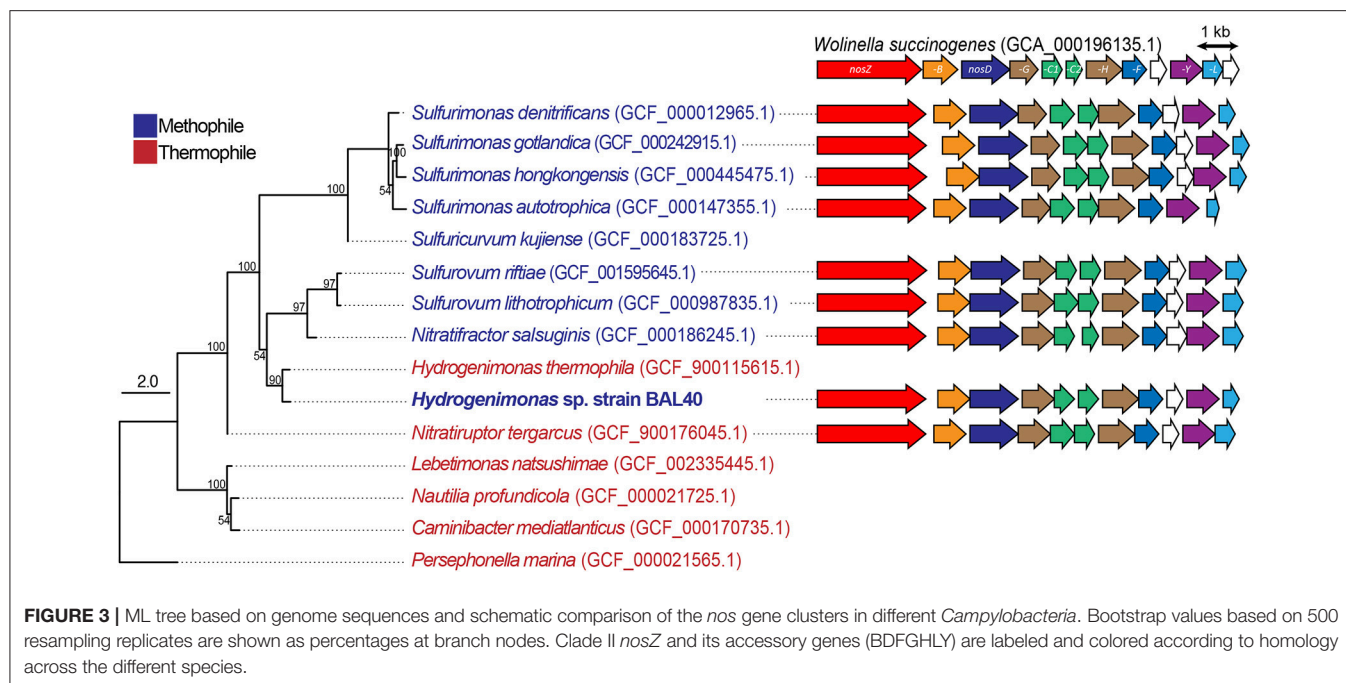 Wolinella succinogenes (GCA_000196135.1)
1 kb
nosZ -B nosD -G -C1 -C2 -H -F -Y -L
Methophile
Thermophile
Sulfurimonas denitrificans (GCF_000012965.1)
Sulfurimonas gotlandica (GCF_000242915.1)
100
Sulfurimonas hongkongensis (GCF_000445475.1)
100
54
Sulfurimonas autotrophica (GCF_000147355.1)
Sulfuricurvum kujiense (GCF_000183725.1)
100
Sulfurovum riftiae (GCF_001595645.1)
97
Sulfurovum lithotrophicum (GCF_000987835.1)
97
Nitratifractor salsuginis (GCF_000186245.1)
100
54
Hydrogenimonas thermophila (GCF_900115615.1)
90
2.0
Hydrogenimonas sp. strain BAL40
Nitratiruptor tergarcus (GCF_900176045.1)
Lebetimonas natsushimae (GCF_002335445.1)
100
Nautilia profundicola (GCF_000021725.1)
54
Caminibacter mediatlanticus (GCF_000170735.1)
Persephonella marina (GCF_000021565.1)
FIGURE 3 | ML tree based on genome sequences and schematic comparison of the nos gene clusters in different Campylobacteria. Bootstrap values based on 500
resampling replicates are shown as percentages at branch nodes. Clade II nosZ and its accessory genes (BDFGHLY) are labeled and colored according to homology
across the different species.